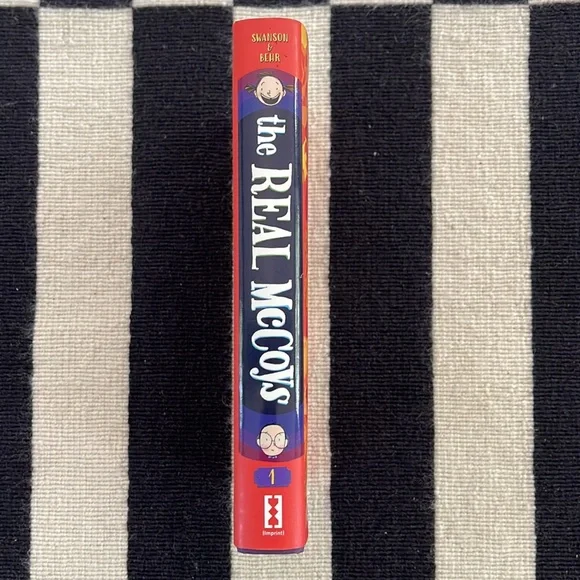 SWANSON
&
BEHR
the REAL McCoys
1
[Imprint]